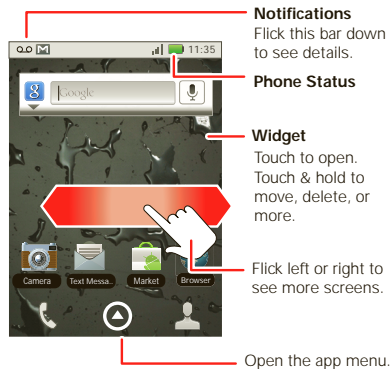 Notifications
Flick this bar down
to see details.
11:35
Phone Status
8
Google
Widget
Touch to open.
Touch & hold to
move, delete, or
more.
Flick left or right to
see more screens.
Camera
Text Messa..
Market
Browser
Open the app menu.